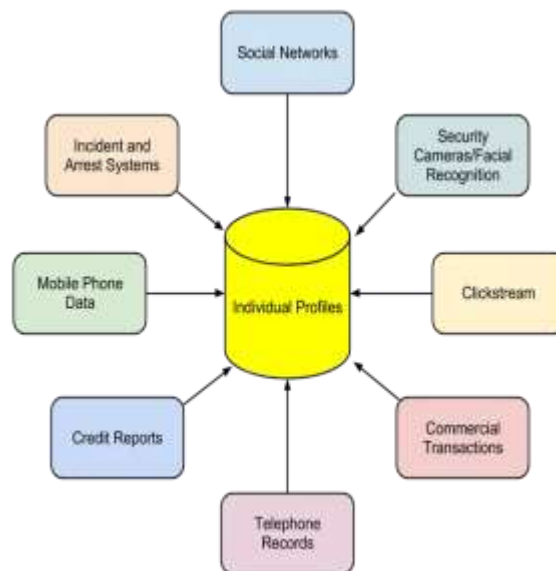 Social Networks
Incident and
Arrest Systems
Security
Cameras/Facial
Recognition
Mobile Phone
Data
Individual Profiles
Clickstream
Credit Reports
Commercial
Transactions
Telephone
Records